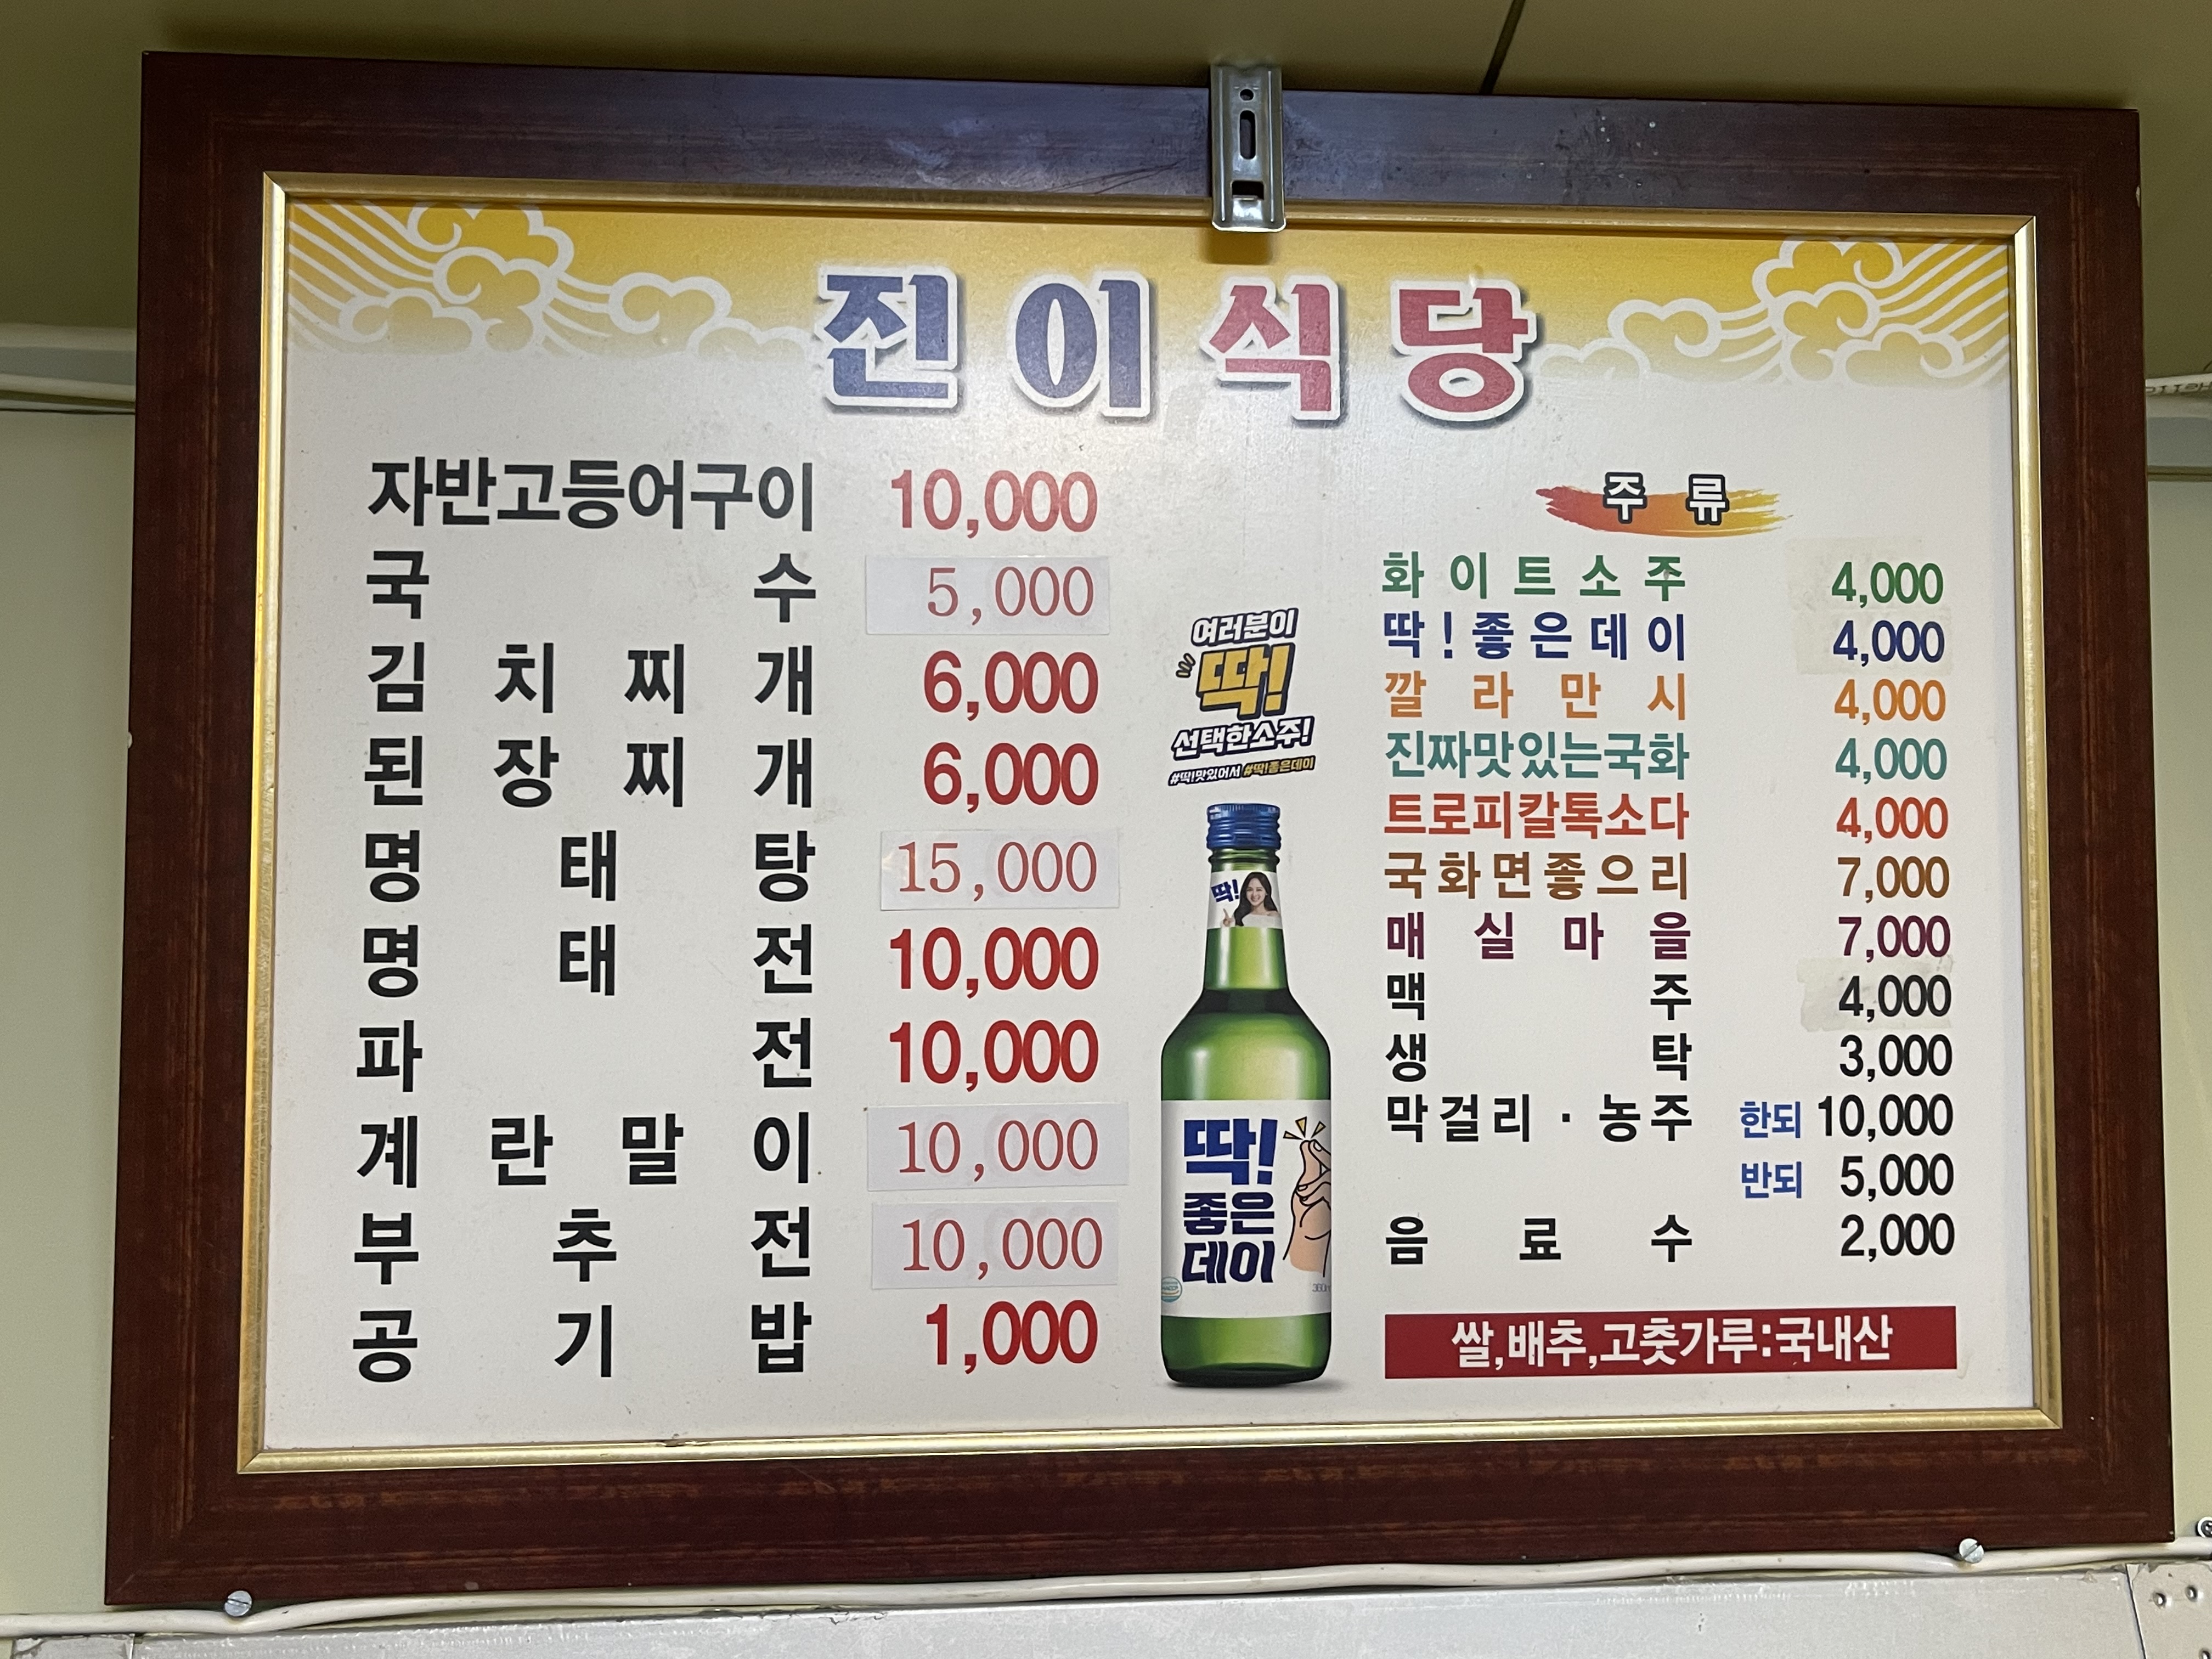 진이식당
자반고등어구이 10,000
국수 5,000
김치찌개 6,000
된장찌개 6,000
명태탕 15,000
명태전 10,000
파전 10,000
계란말이 10,000
부추전 10,000
공기밥 1,000
여러분이
딱!
선택한소주!
#딱!맛있어서 #딱!좋은데이
딱!
딱!
좋은
데이
주류
화이트소주 4,000
딱!좋은데이 4,000
깔라만시 4,000
진짜맛있는국화 4,000
트로피칼톡소다 4,000
국화면좋으리 7,000
매실마을 7,000
맥주 4,000
생탁 3,000
막걸리·농주 한되 10,000
반되 5,000
음료수 2,000
쌀,배추,고춧가루:국내산